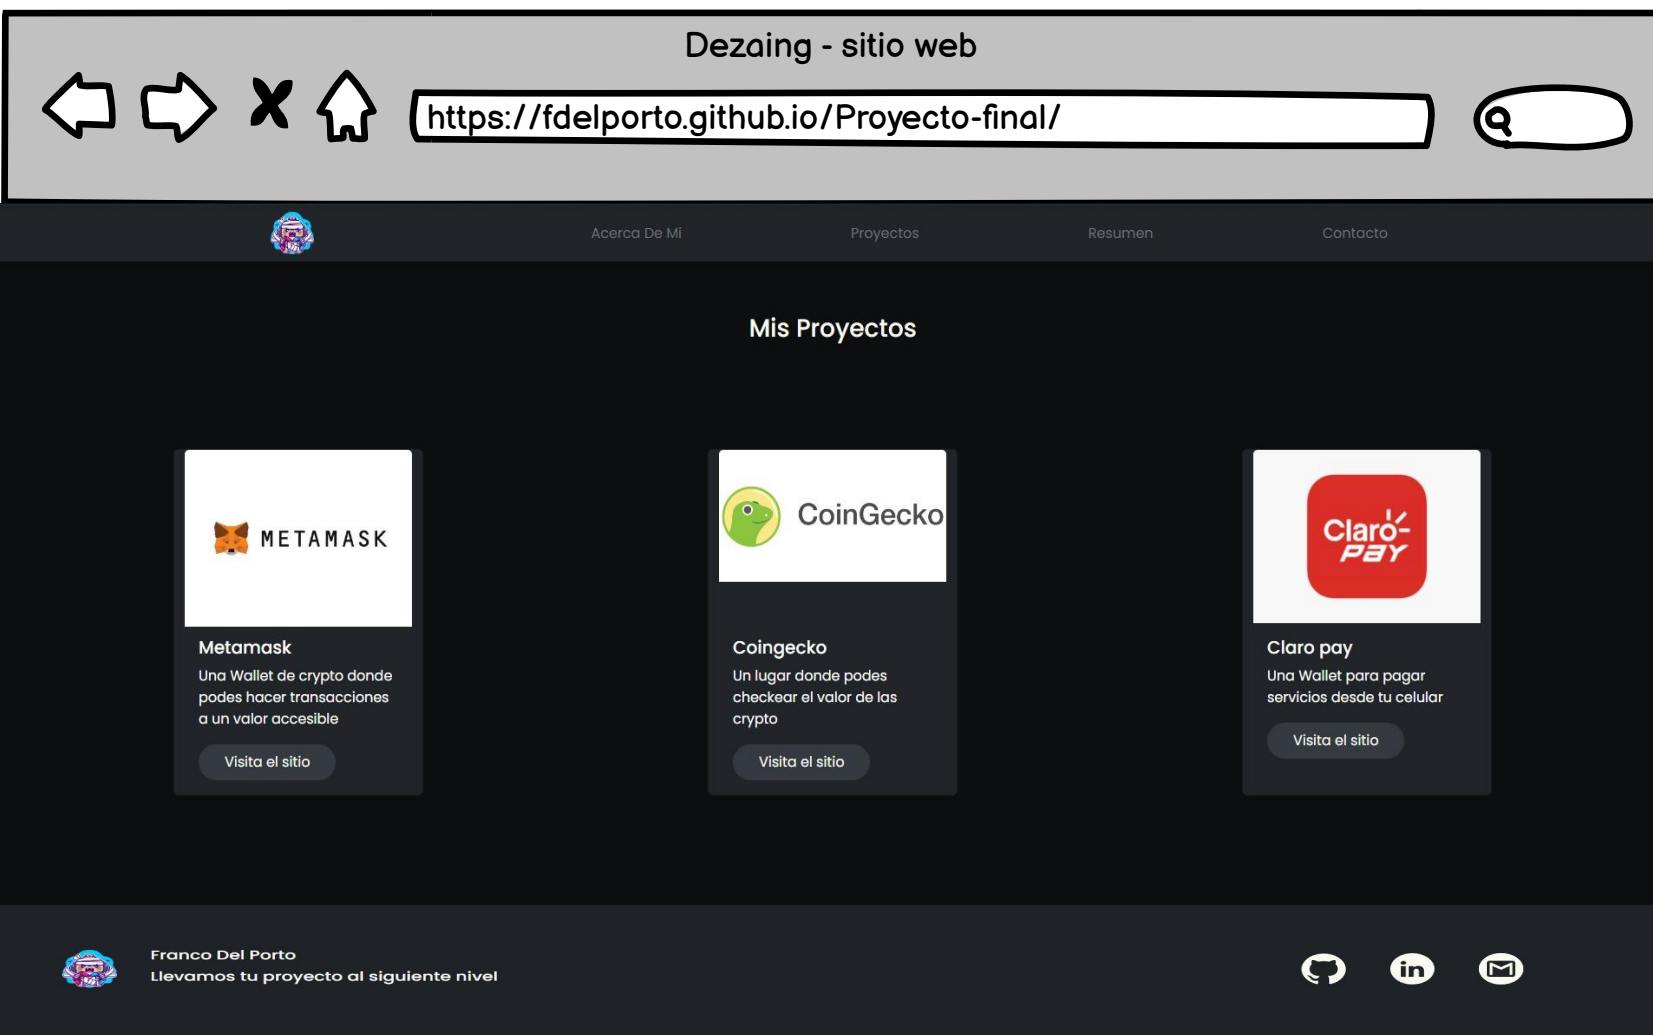 Dezaing - sitio web
https://fdelporto.github.io/Proyecto-final/
Acerca De Mi
Proyectos
Resumen
Contacto
Mis Proyectos
METAMASK
Metamask
Una Wallet de crypto donde
podes hacer transacciones
a un valor accesible
Visita el sitio
CoinGecko
Coingecko
Un lugar donde podes
checkear el valor de las
crypto
Visita el sitio
Claro-
pay
Claro pay
Una Wallet para pagar
servicios desde tu celular
Visita el sitio
Franco Del Porto
Llevamos tu proyecto al siguiente nivel
in